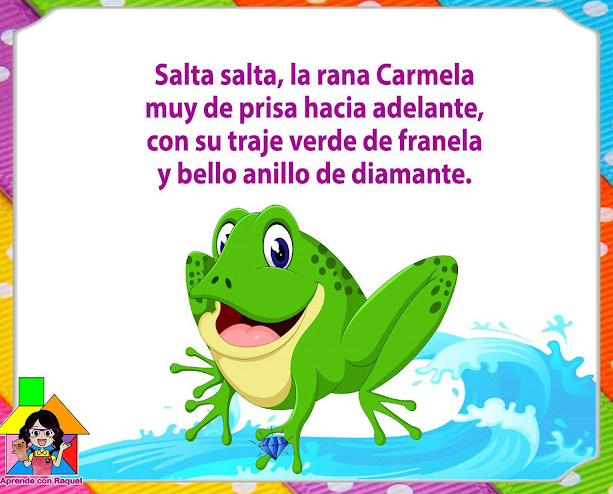 Salta salta, la rana Carmela
muy de prisa hacia adelante,
con su traje verde de franela
y bello anillo de diamante.
Aprende con Raquel